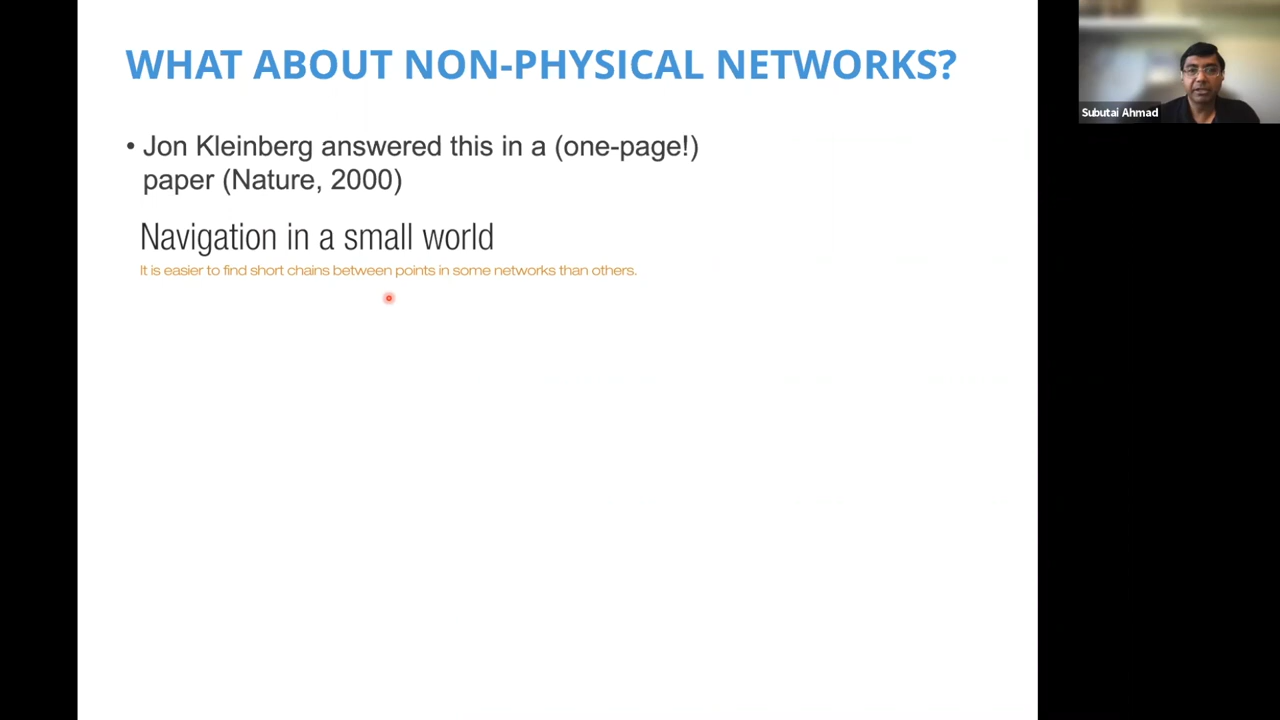 WHAT ABOUT NON-PHYSICAL NETWORKS?
• Jon Kleinberg answered this in a (one-page!)
paper (Nature, 2000)
Navigation in a small world
It is easier to find short chains between points in some networks than others.
Subutai Ahmad